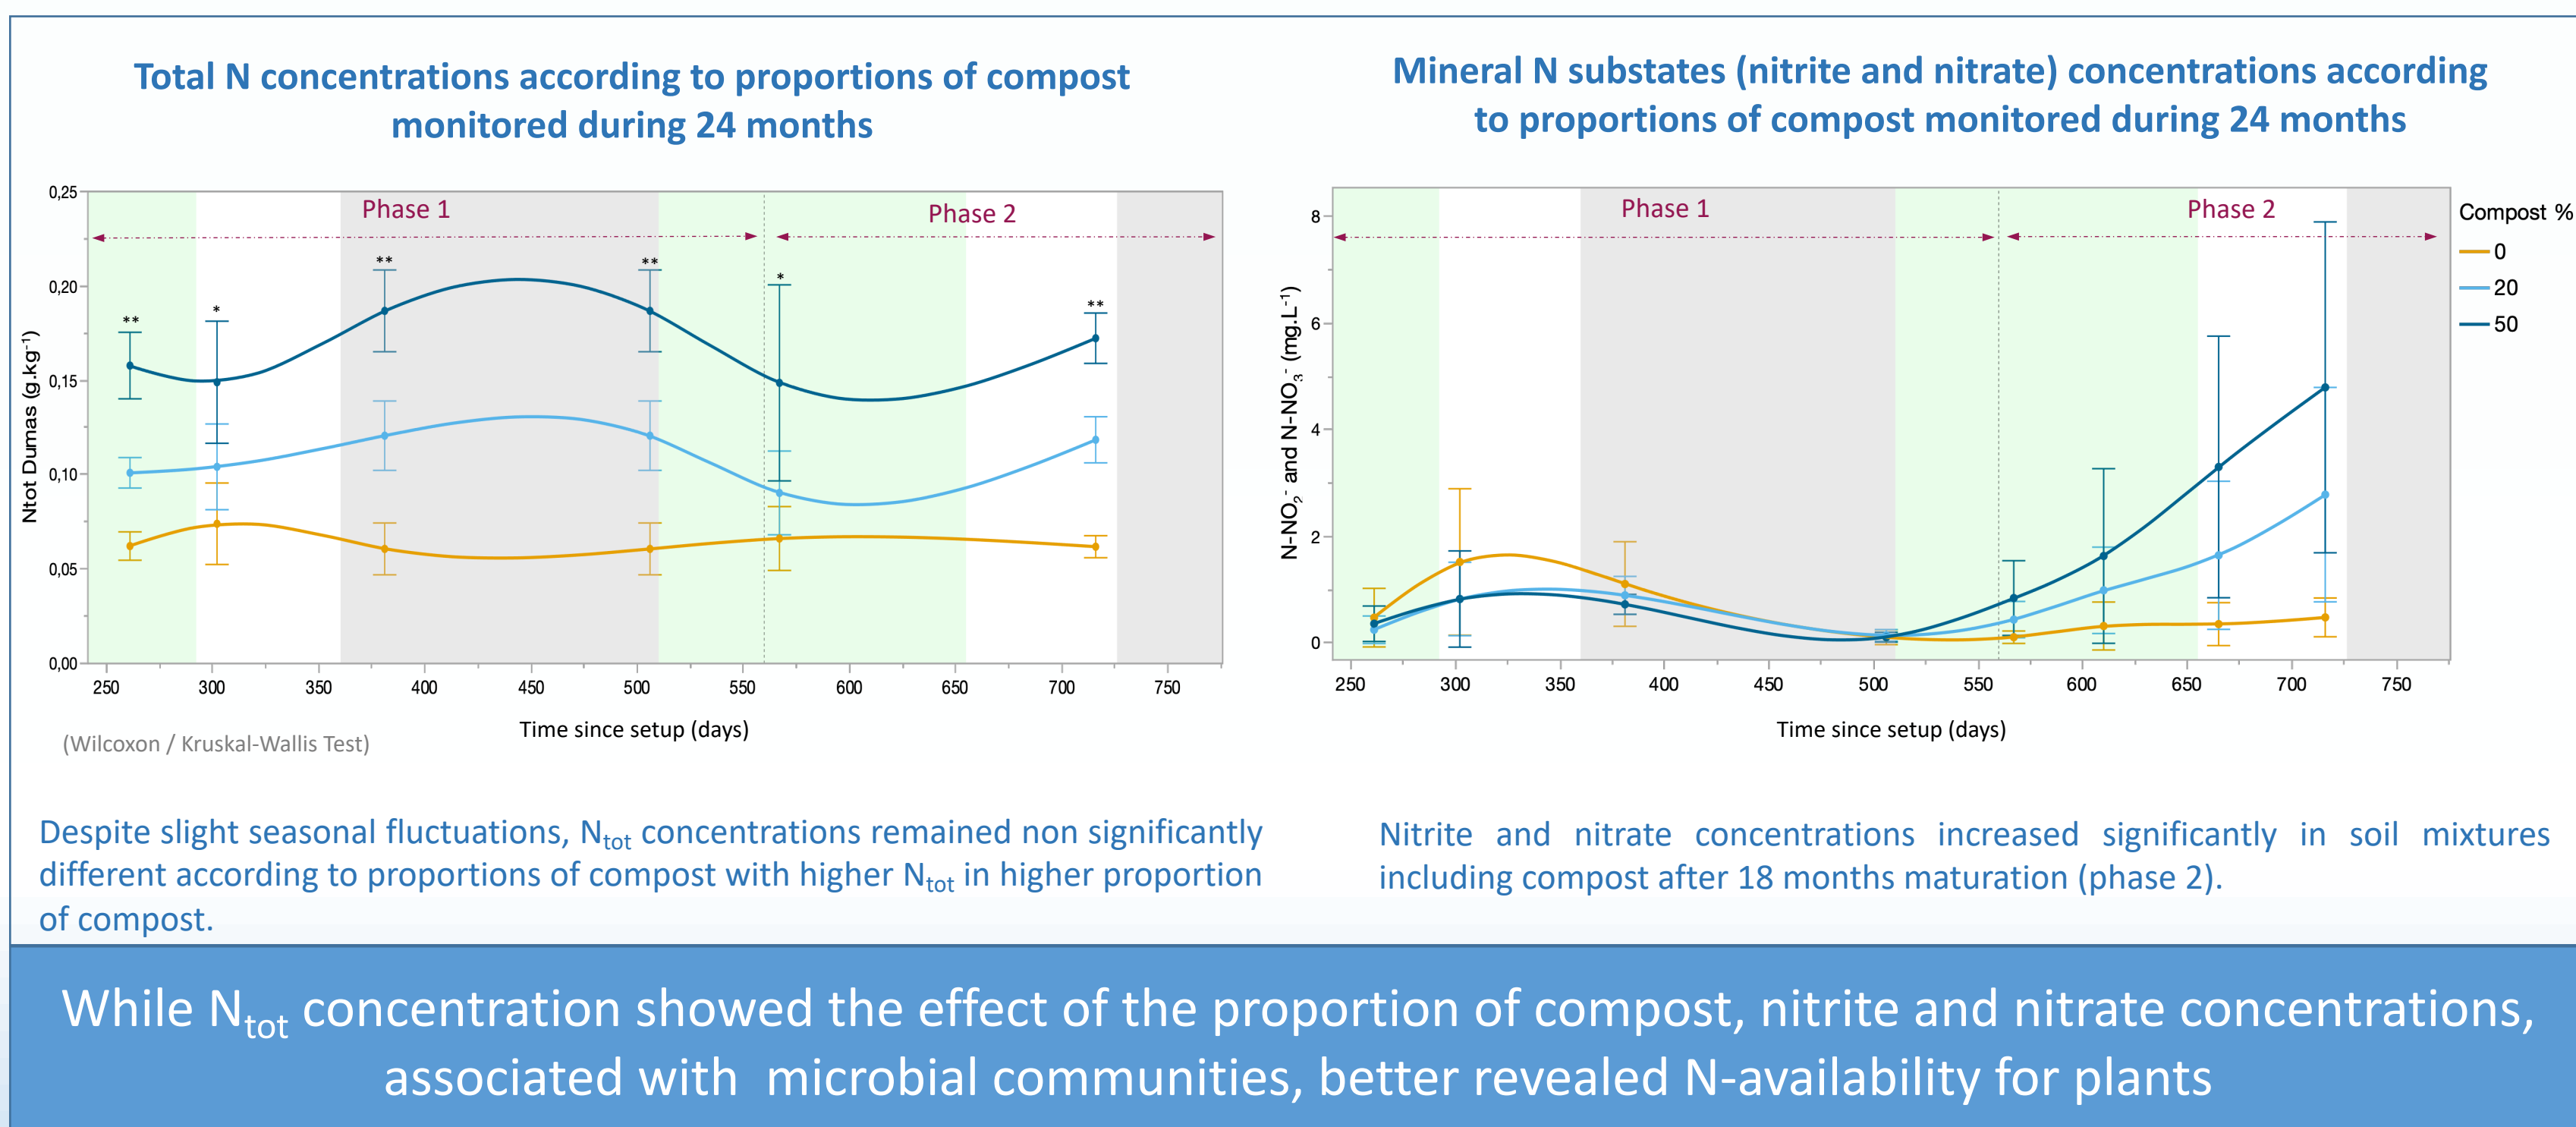 Total N concentrations according to proportions of compost
monitored during 24 months
0,25
0,20
0,15
0,10
0,05
0,00
Ntot Dumas (g.kg⁻¹)
Phase 1
Phase 2
**
*
**
**
*
**
250 300 350 400 450 500 550 600 650 700 750
Time since setup (days)
(Wilcoxon / Kruskal-Wallis Test)
Despite slight seasonal fluctuations, Ntot concentrations remained non significantly
different according to proportions of compost with higher Ntot in higher proportion
of compost.
Mineral N substates (nitrite and nitrate) concentrations according
to proportions of compost monitored during 24 months
8
6
4
2
0
N-NO₂⁻ and N-NO₃⁻ (mg.L⁻¹)
Phase 1
Phase 2
250 300 350 400 450 500 550 600 650 700 750
Time since setup (days)
Compost %
0
20
50
Nitrite and nitrate concentrations increased significantly in soil mixtures
including compost after 18 months maturation (phase 2).
While Ntot concentration showed the effect of the proportion of compost, nitrite and nitrate concentrations,
associated with microbial communities, better revealed N-availability for plants